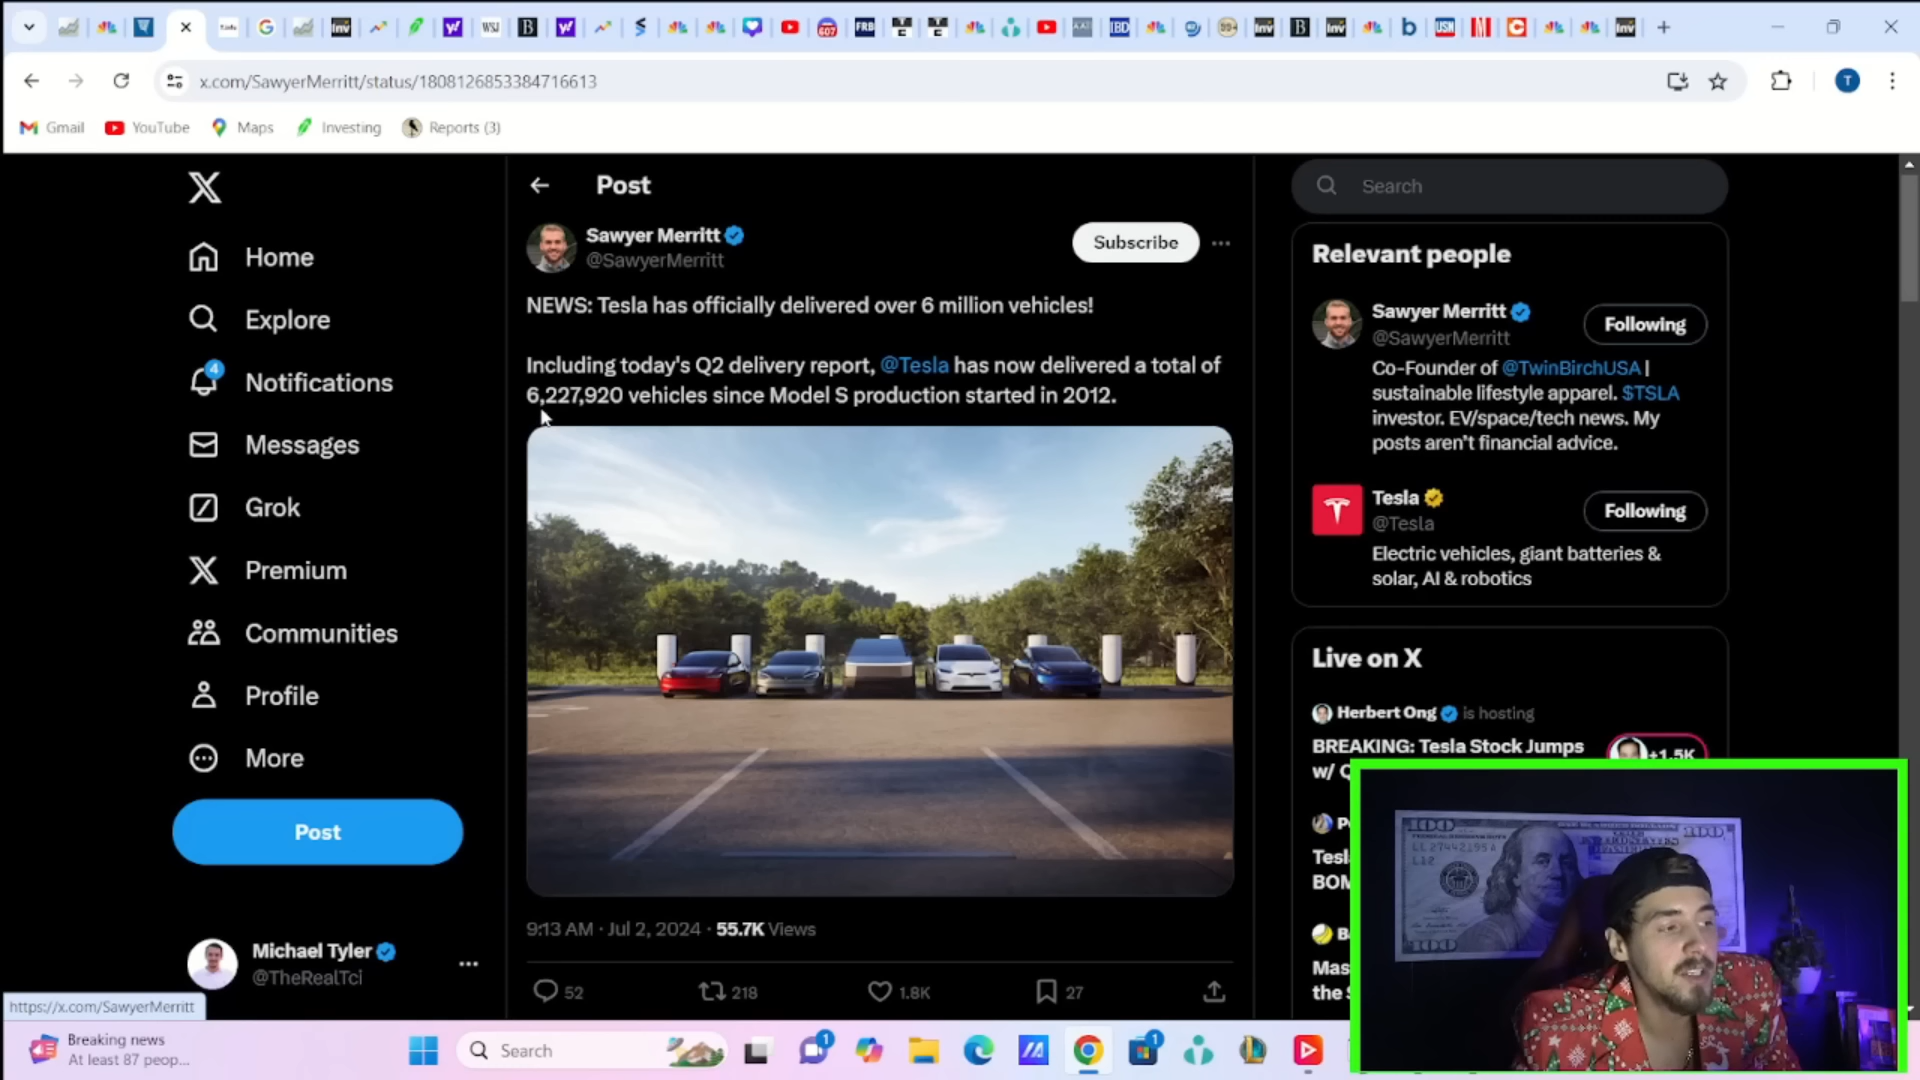 x.com/SawyerMerritt/status/1808126853384716613
Gmail
YouTube
Maps
Investing
Reports (3)
Home
Explore
4
Notifications
Messages
Grok
Premium
Communities
Profile
More
Post
Michael Tyler
@TheRealTci
https://x.com/SawyerMerritt
Post
Sawyer Merritt
@SawyerMerritt
Subscribe
NEWS: Tesla has officially delivered over 6 million vehicles!
Including today's Q2 delivery report, @Tesla has now delivered a total of
6,227,920 vehicles since Model S production started in 2012.
9:13 AM · Jul 2, 2024 · 55.7K Views
52
218
1.8K
27
Search
Relevant people
Sawyer Merritt
@SawyerMerritt
Following
Co-Founder of @TwinBirchUSA |
sustainable lifestyle apparel. $TSLA
investor. EV/space/tech news. My
posts aren't financial advice.
Tesla
@Tesla
Following
Electric vehicles, giant batteries &
solar, AI & robotics
Live on X
Herbert Ong is hosting
BREAKING: Tesla Stock Jumps
w/
+1.5K
Breaking news
At least 87 peop...
Search
1
1
100
100
100